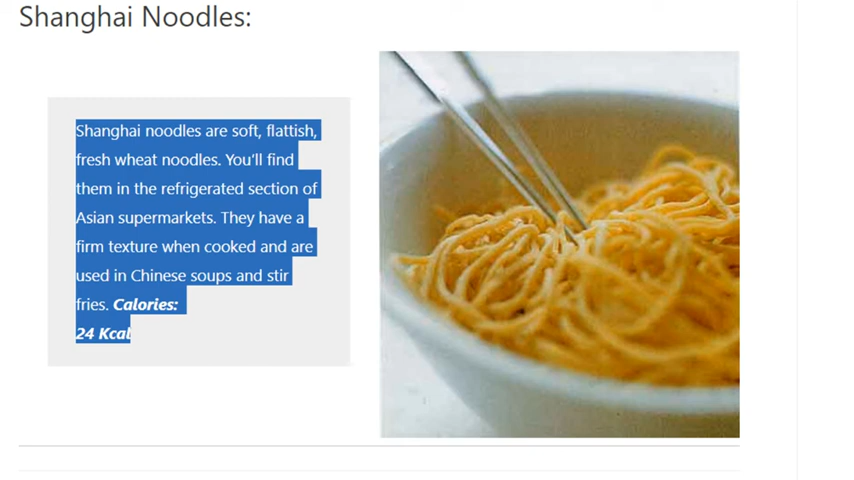 Shanghai Noodles:
Shanghai noodles are soft, flattish,
fresh wheat noodles. You'll find
them in the refrigerated section of
Asian supermarkets. They have a
firm texture when cooked and are
used in Chinese soups and stir
fries. Calories:
24 Kcal